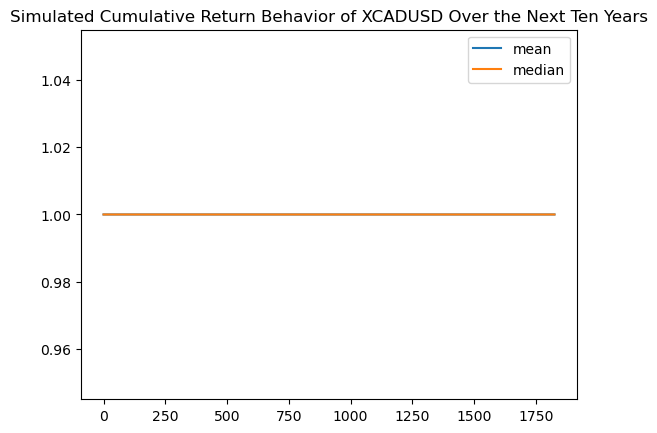 Simulated Cumulative Return Behavior of XCADUSD Over the Next Ten Years
mean
median
1.04
1.02
1.00
0.98
0.96
0 250 500 750 1000 1250 1500 1750